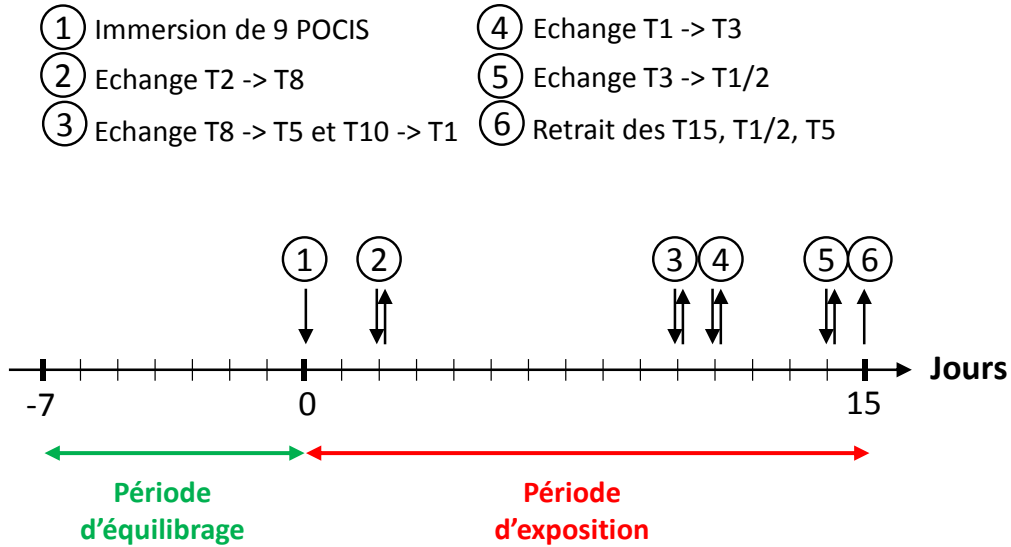 1 Immersion de 9 POCIS
2 Echange T2 -> T8
3 Echange T8 -> T5 et T10 -> T1
4 Echange T1 -> T3
5 Echange T3 -> T1/2
6 Retrait des T15, T1/2, T5
1 2 3 4 5 6
Jours
-7 0 15
Période
d'équilibrage
Période
d'exposition